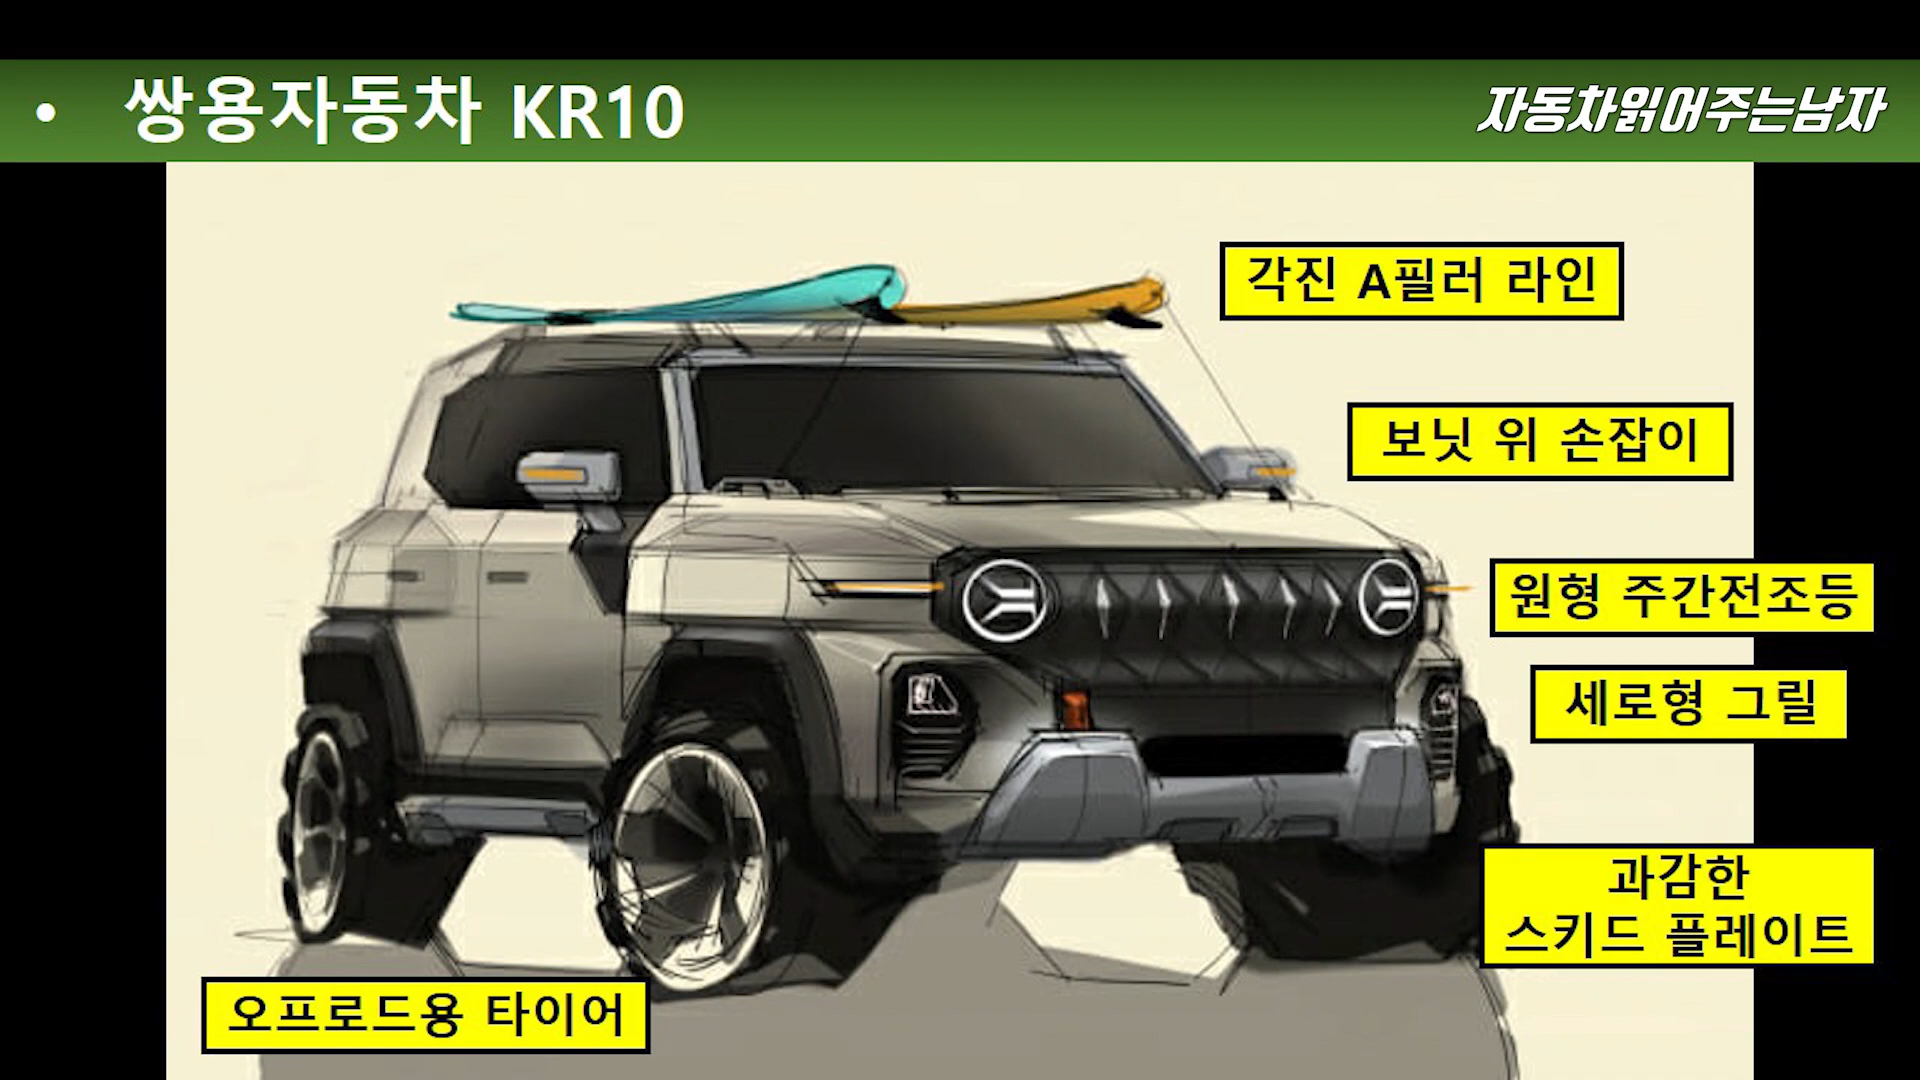 • 쌍용자동차 KR10
자동차읽어주는남자
각진 A필러 라인
보닛 위 손잡이
원형 주간전조등
세로형 그릴
과감한
스키드 플레이트
오프로드용 타이어